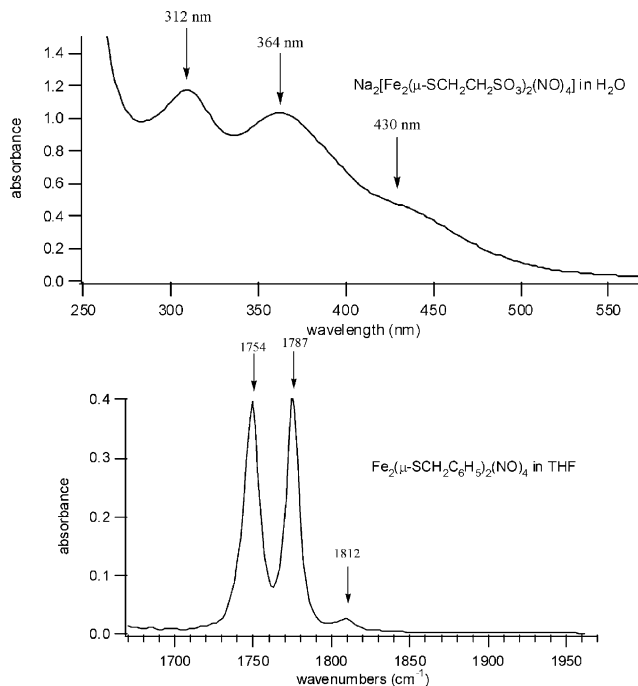 312 nm
364 nm
Na₂[Fe₂(μ-SCH₂CH₂SO₃)₂(NO)₄] in H₂O
430 nm
1.4
1.2
1.0
0.8
0.6
0.4
0.2
0.0
absorbance
250 300 350 400 450 500 550
wavelength (nm)
1754 1787
0.4
0.3
0.2
0.1
0.0
absorbance
Fe₂(μ-SCH₂C₆H₅)₂(NO)₄ in THF
1812
1700 1750 1800 1850 1900 1950
wavenumbers (cm⁻¹)